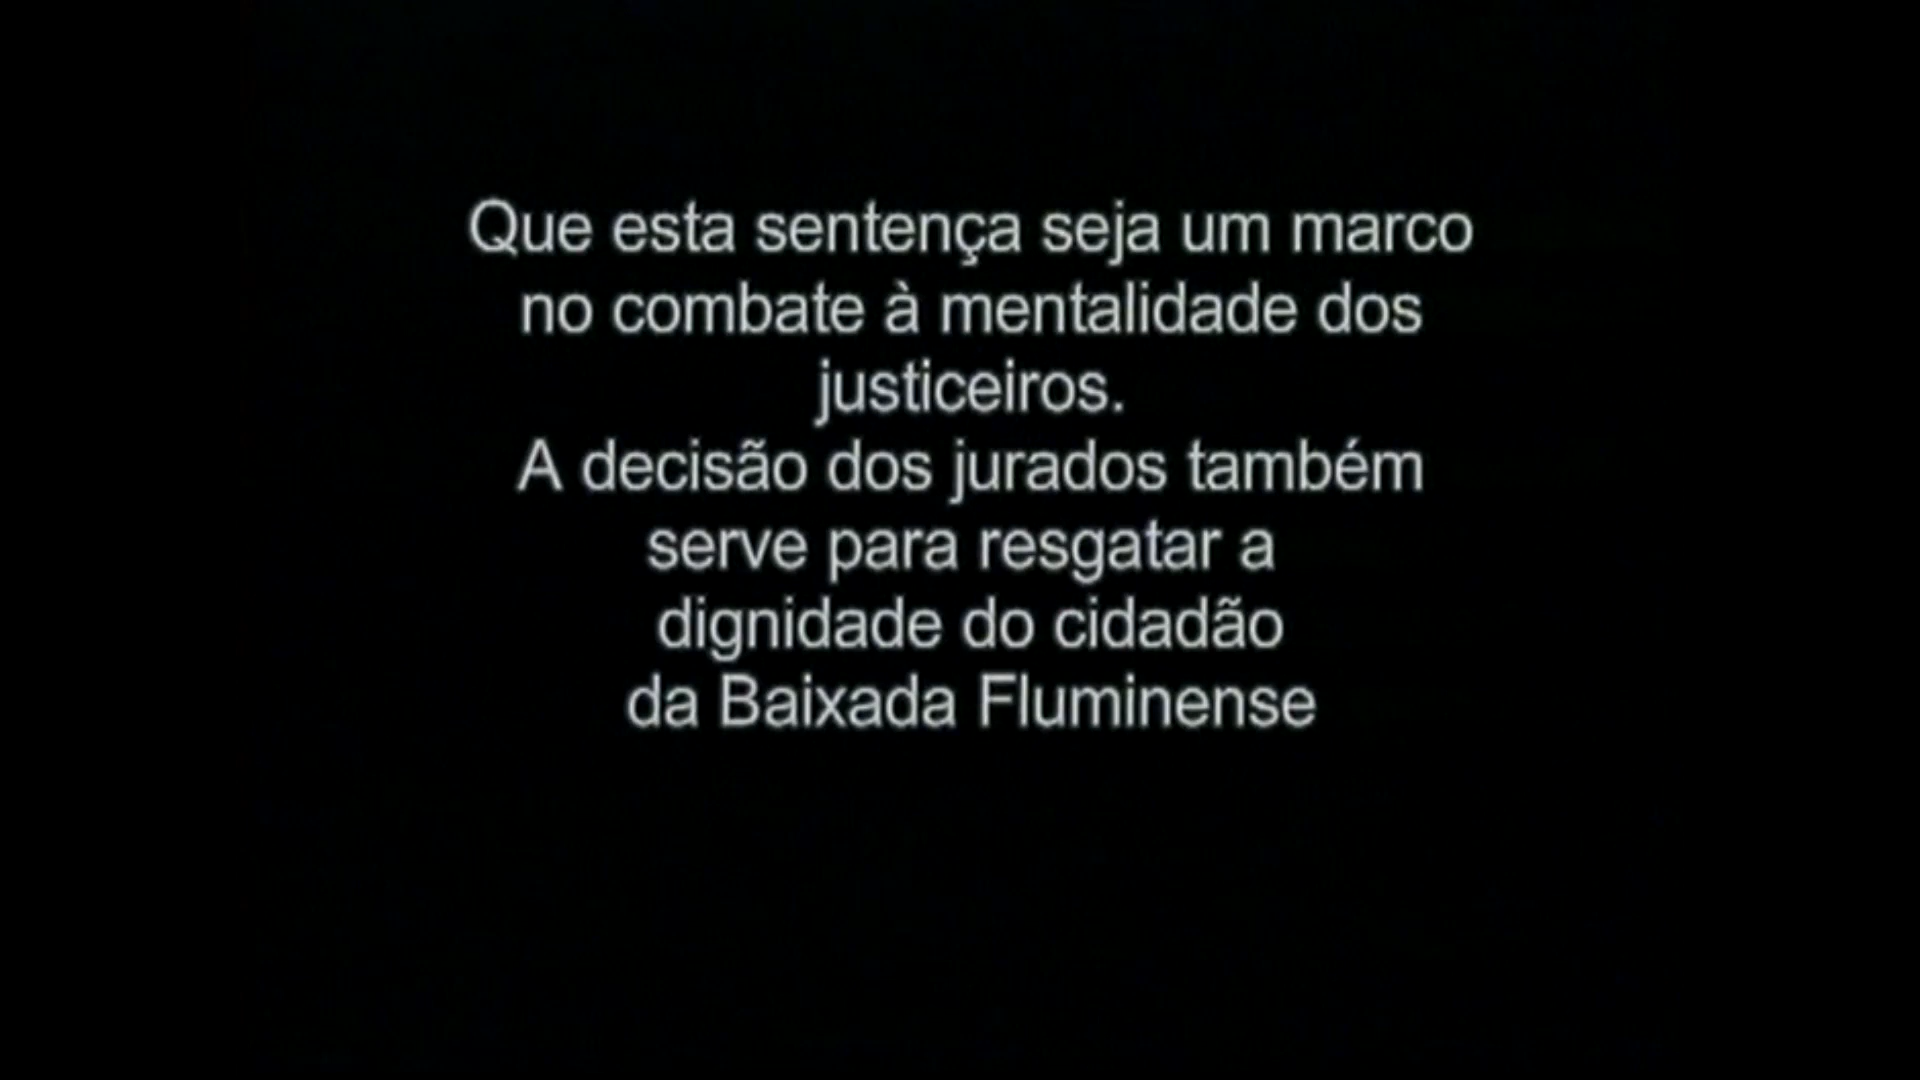 Que esta sentença seja um marco
no combate à mentalidade dos
justiceiros.
A decisão dos jurados também
serve para resgatar a
dignidade do cidadão
da Baixada Fluminense